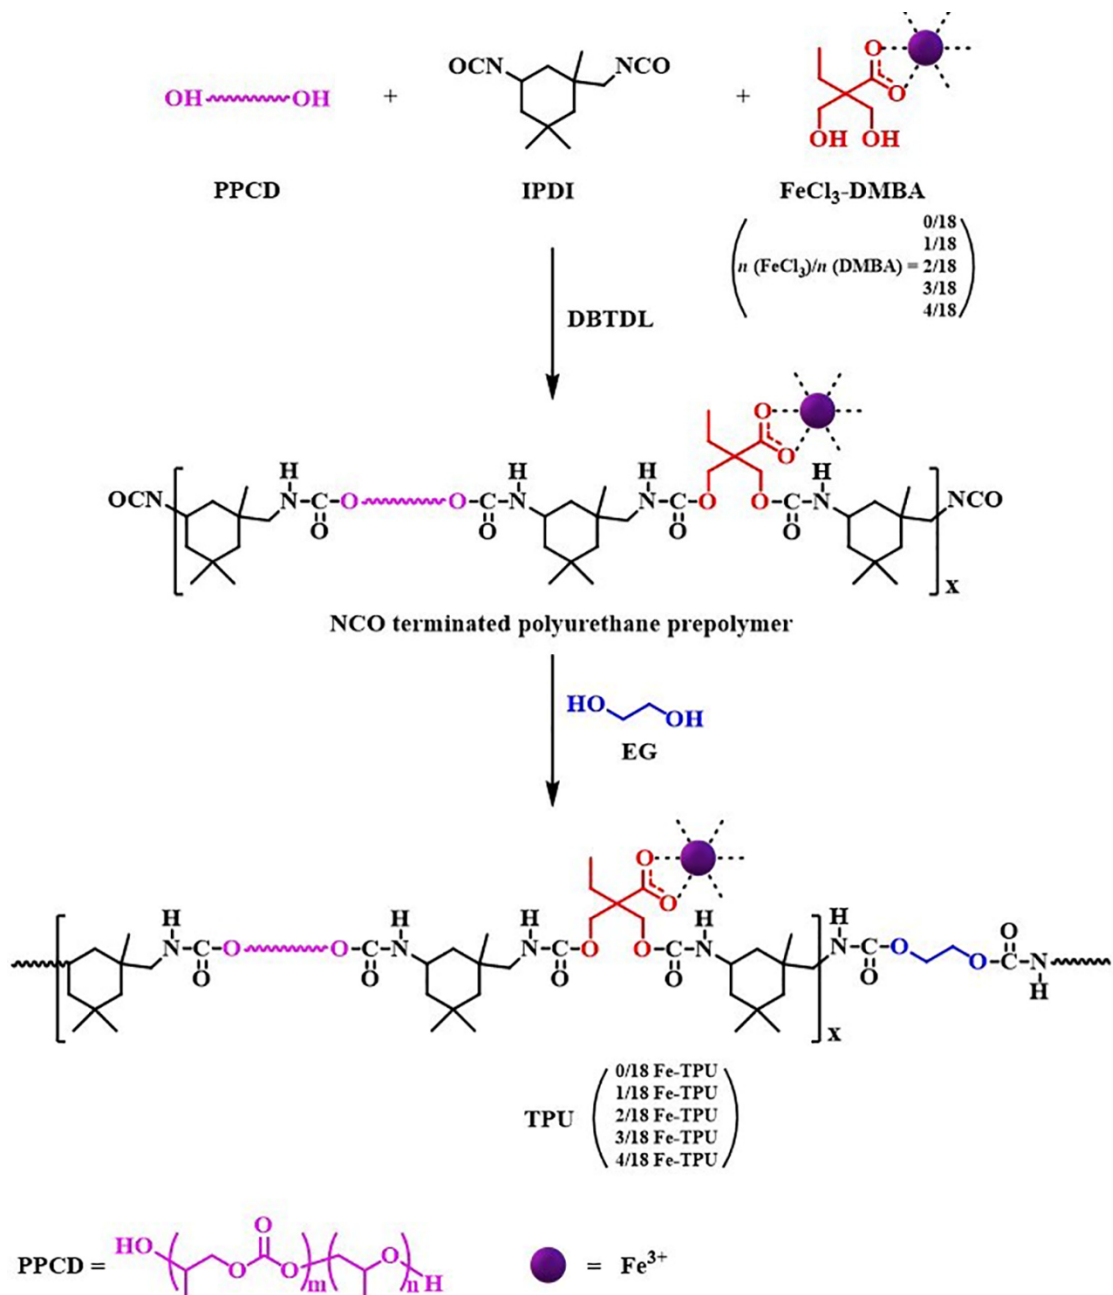 OH OH + OCN NCO + O O OH OH
PPCD IPDI FeCl₃-DMBA
n (FeCl₃)/n (DMBA) =
0/18
1/18
2/18
3/18
4/18
DBTDL
OCN H N C O O O C O H N H N C O O O C O H N NCO x
NCO terminated polyurethane prepolymer
HO OH
EG
H N C O O O C O H N H N C O O O O O C O H N x H N C O O O C O N H
TPU
0/18 Fe-TPU
1/18 Fe-TPU
2/18 Fe-TPU
3/18 Fe-TPU
4/18 Fe-TPU
PPCD = HO O O O m O n H = Fe³⁺